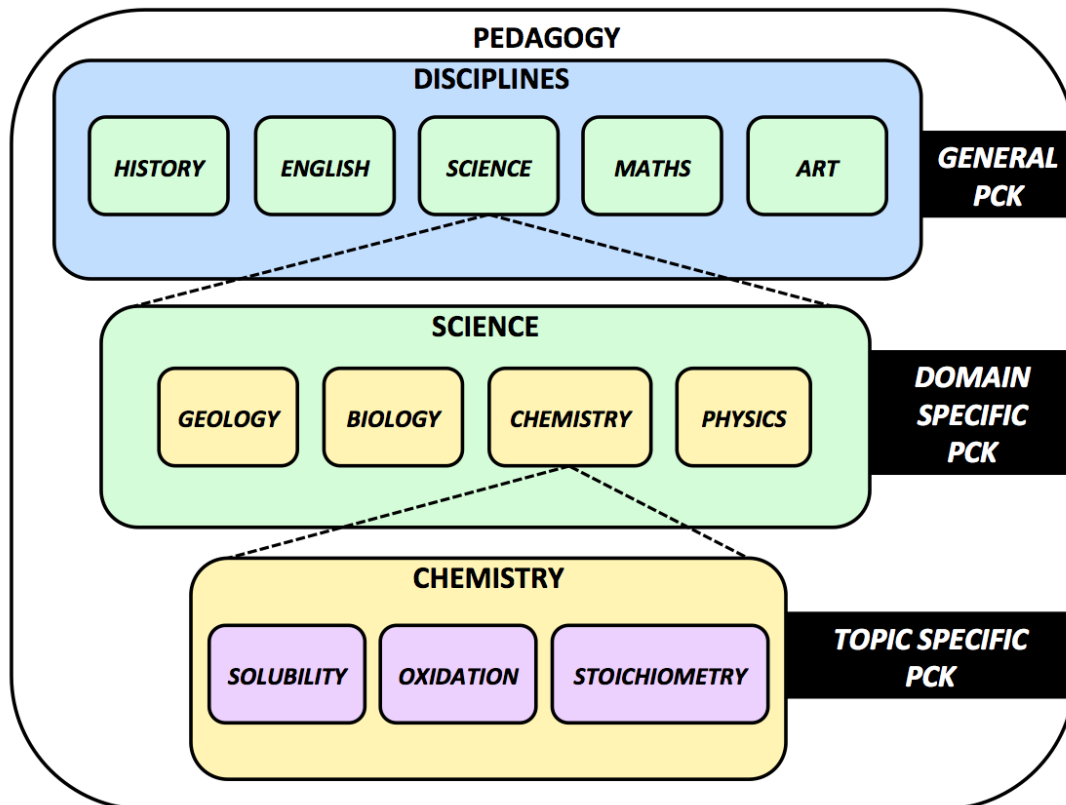 PEDAGOGY
DISCIPLINES
HISTORY
ENGLISH
SCIENCE
MATHS
ART
GENERAL
PCK
SCIENCE
GEOLOGY
BIOLOGY
CHEMISTRY
PHYSICS
DOMAIN
SPECIFIC
PCK
CHEMISTRY
SOLUBILITY
OXIDATION
STOICHIOMETRY
TOPIC SPECIFIC
PCK